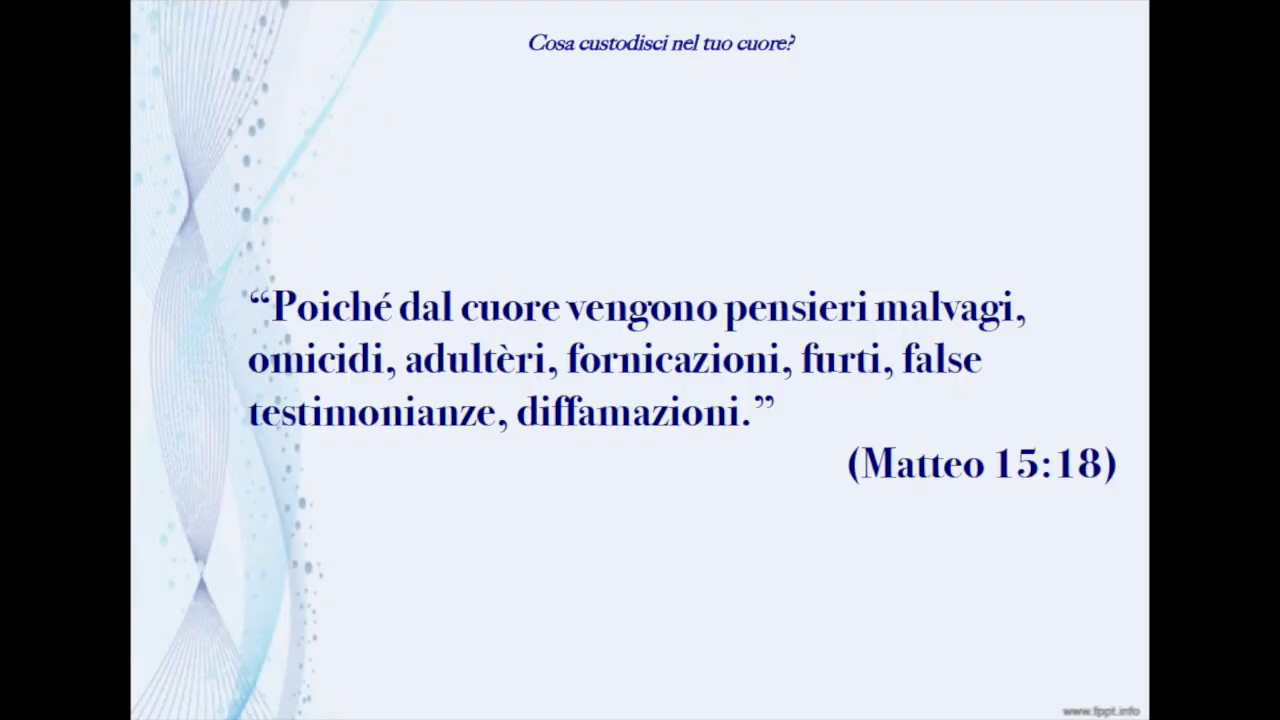 Cosa custodisci nel tuo cuore?
“Poiché dal cuore vengono pensieri malvagi,
omicidi, adultèri, fornicazioni, furti, false
testimonianze, diffamazioni.”
(Matteo 15:18)
www.fppt.info